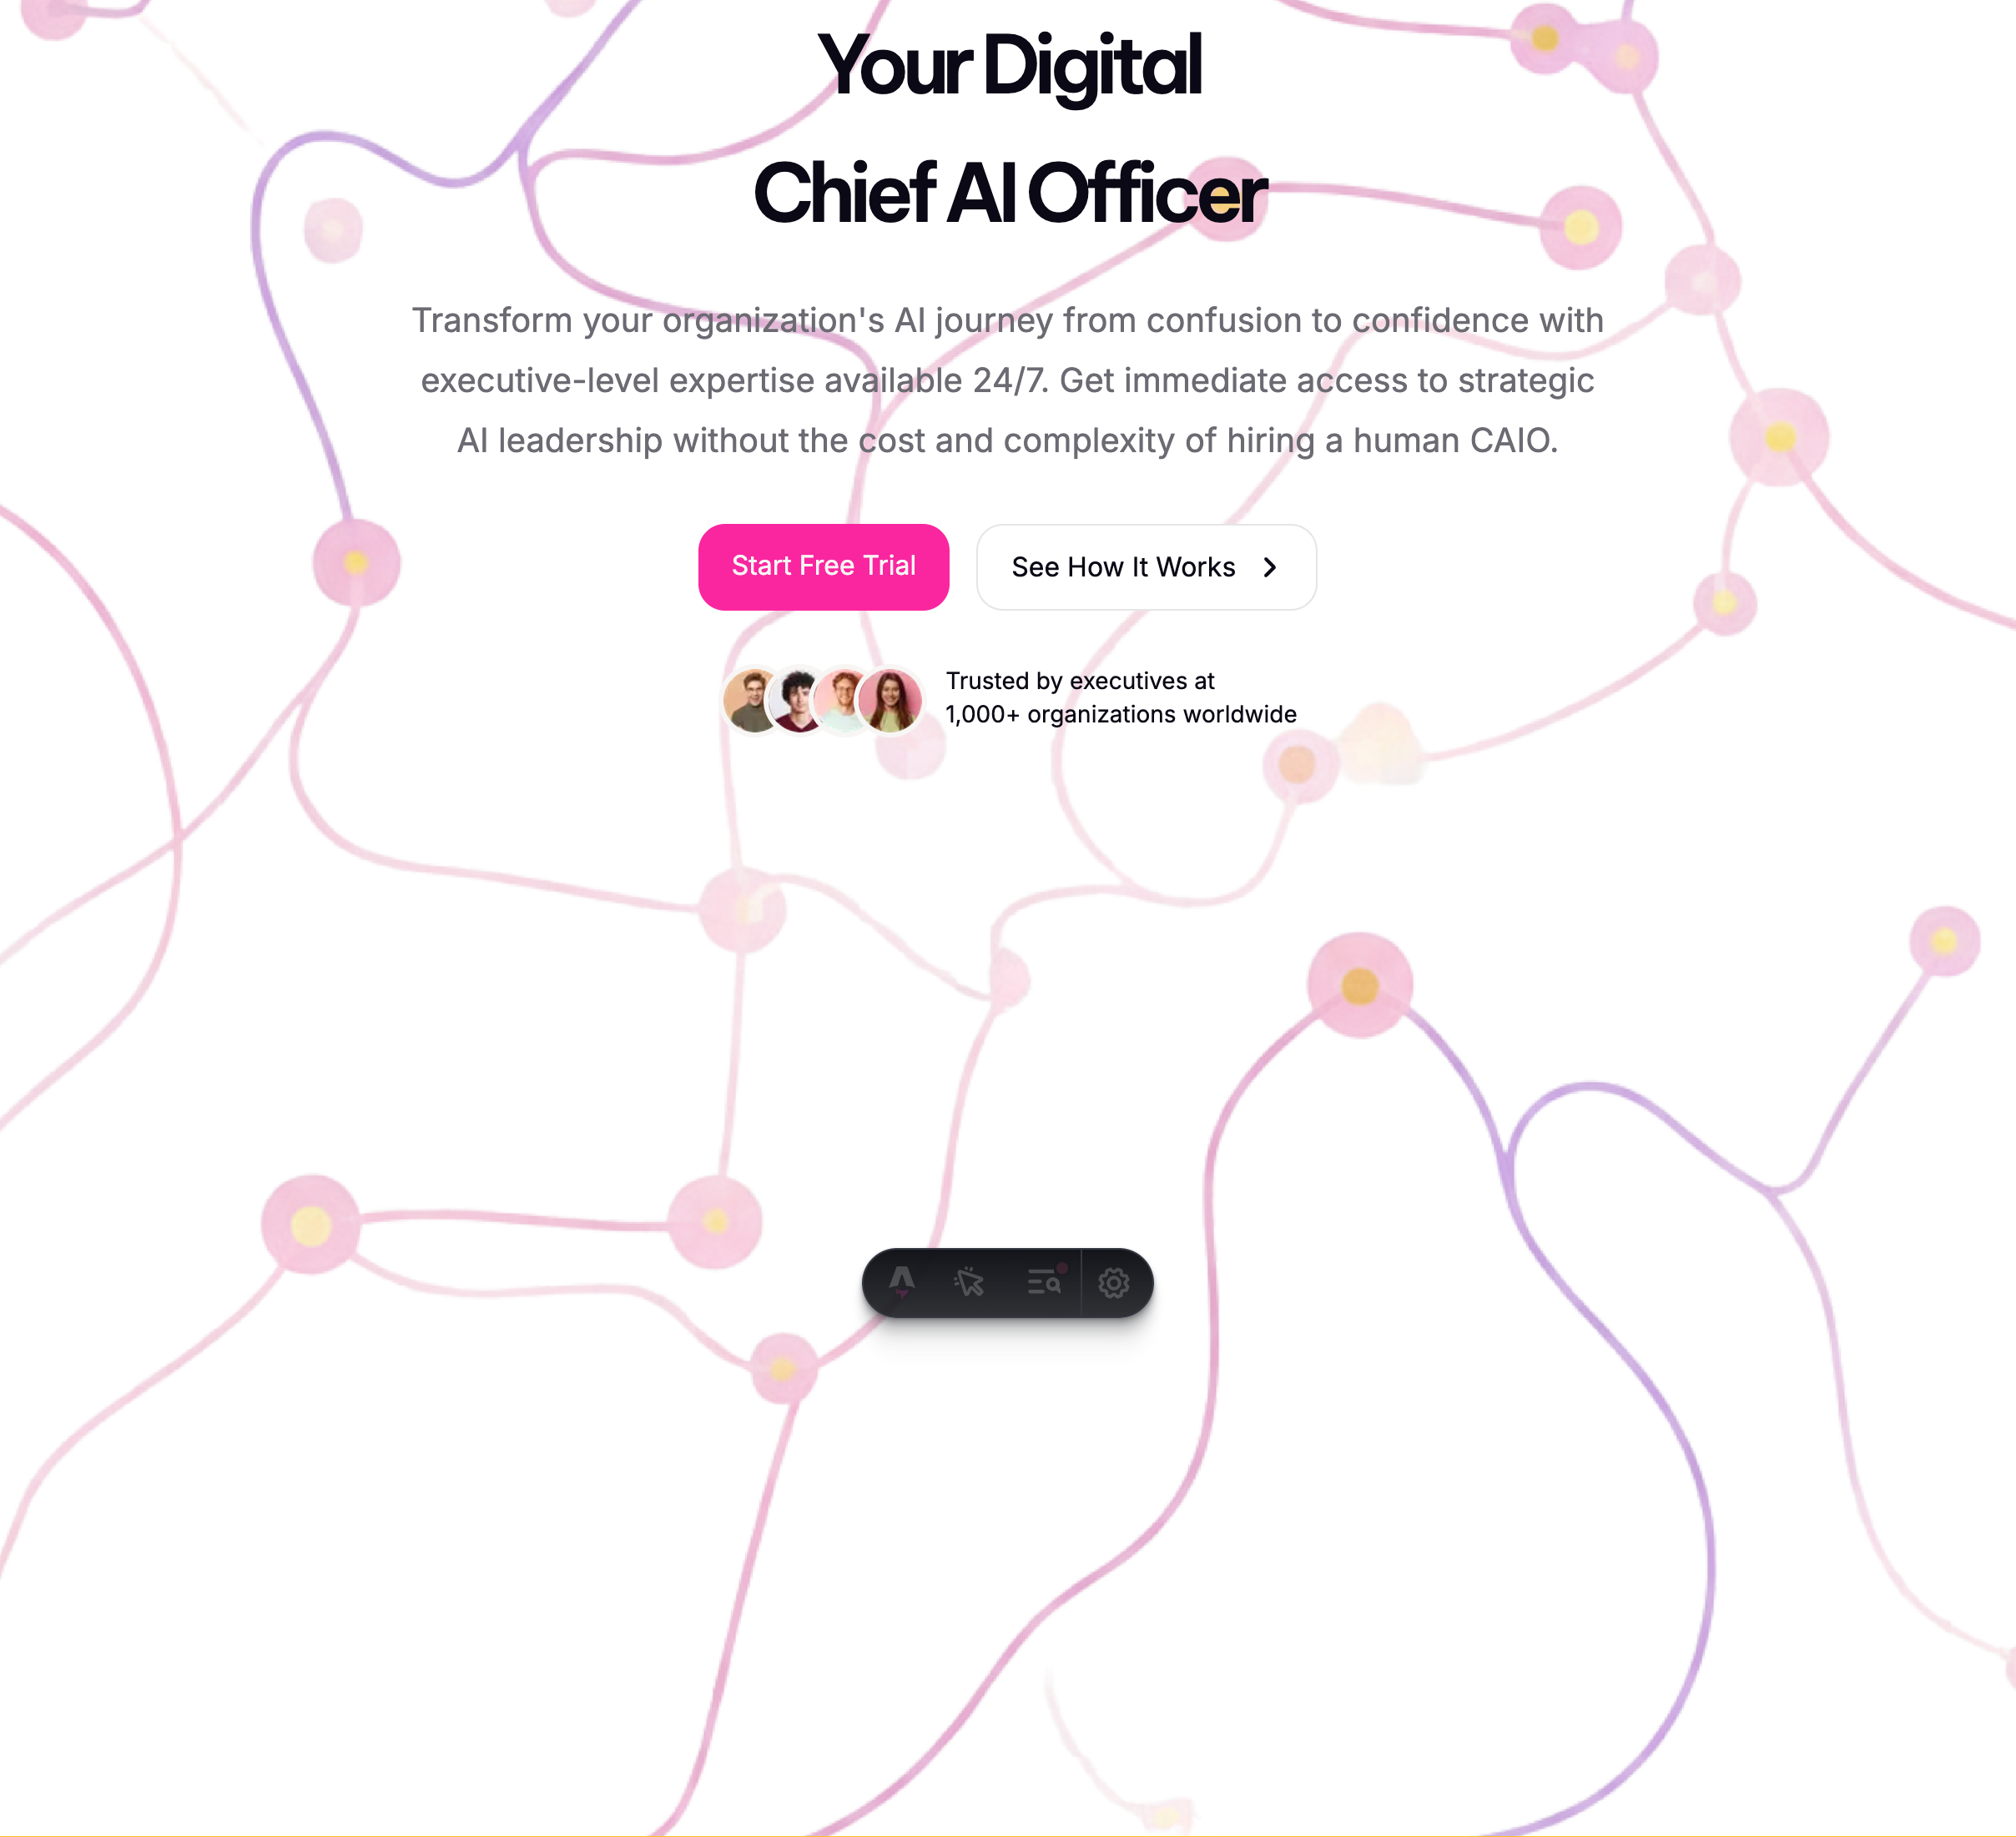 Your Digital
Chief AI Officer
Transform your organization's AI journey from confusion to confidence with
executive-level expertise available 24/7. Get immediate access to strategic
AI leadership without the cost and complexity of hiring a human CAIO.
Start Free Trial
See How It Works
Trusted by executives at
1,000+ organizations worldwide